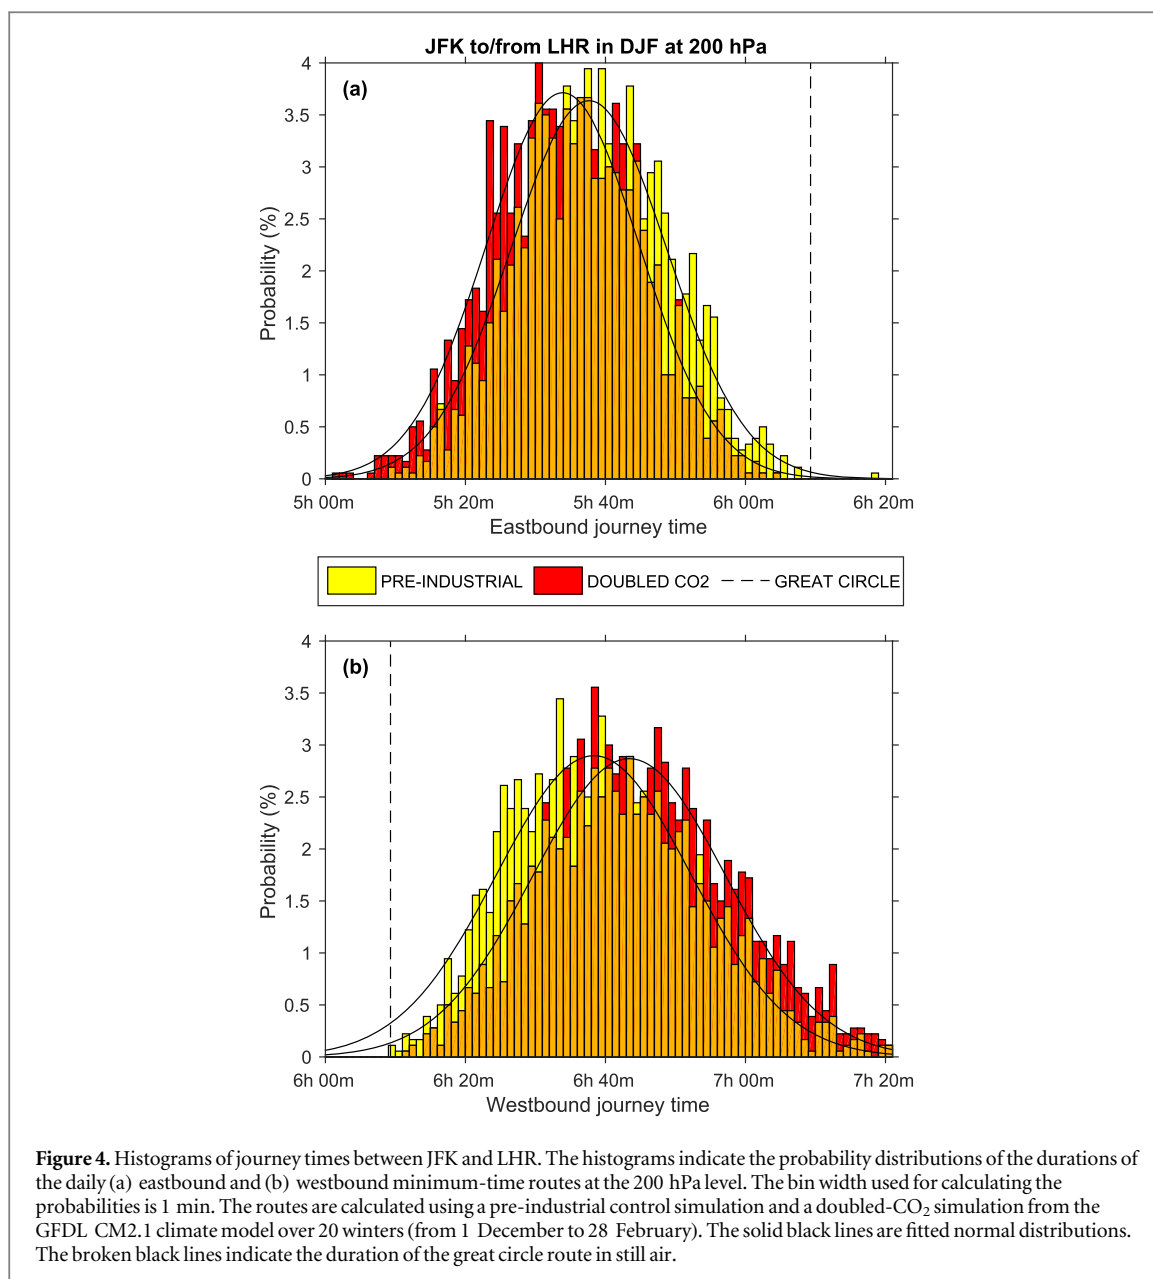 JFK to/from LHR in DJF at 200 hPa
(a)
4
3.5
3
2.5
2
1.5
1
0.5
0
Probability (%)
5h 00m 5h 20m 5h 40m 6h 00m 6h 20m
Eastbound journey time
PRE-INDUSTRIAL DOUBLED CO2 GREAT CIRCLE
(b)
4
3.5
3
2.5
2
1.5
1
0.5
0
Probability (%)
6h 00m 6h 20m 6h 40m 7h 00m 7h 20m
Westbound journey time
Figure 4. Histograms of journey times between JFK and LHR. The histograms indicate the probability distributions of the durations of
the daily (a) eastbound and (b) westbound minimum-time routes at the 200 hPa level. The bin width used for calculating the
probabilities is 1 min. The routes are calculated using a pre-industrial control simulation and a doubled-CO₂ simulation from the
GFDL CM2.1 climate model over 20 winters (from 1 December to 28 February). The solid black lines are fitted normal distributions.
The broken black lines indicate the duration of the great circle route in still air.